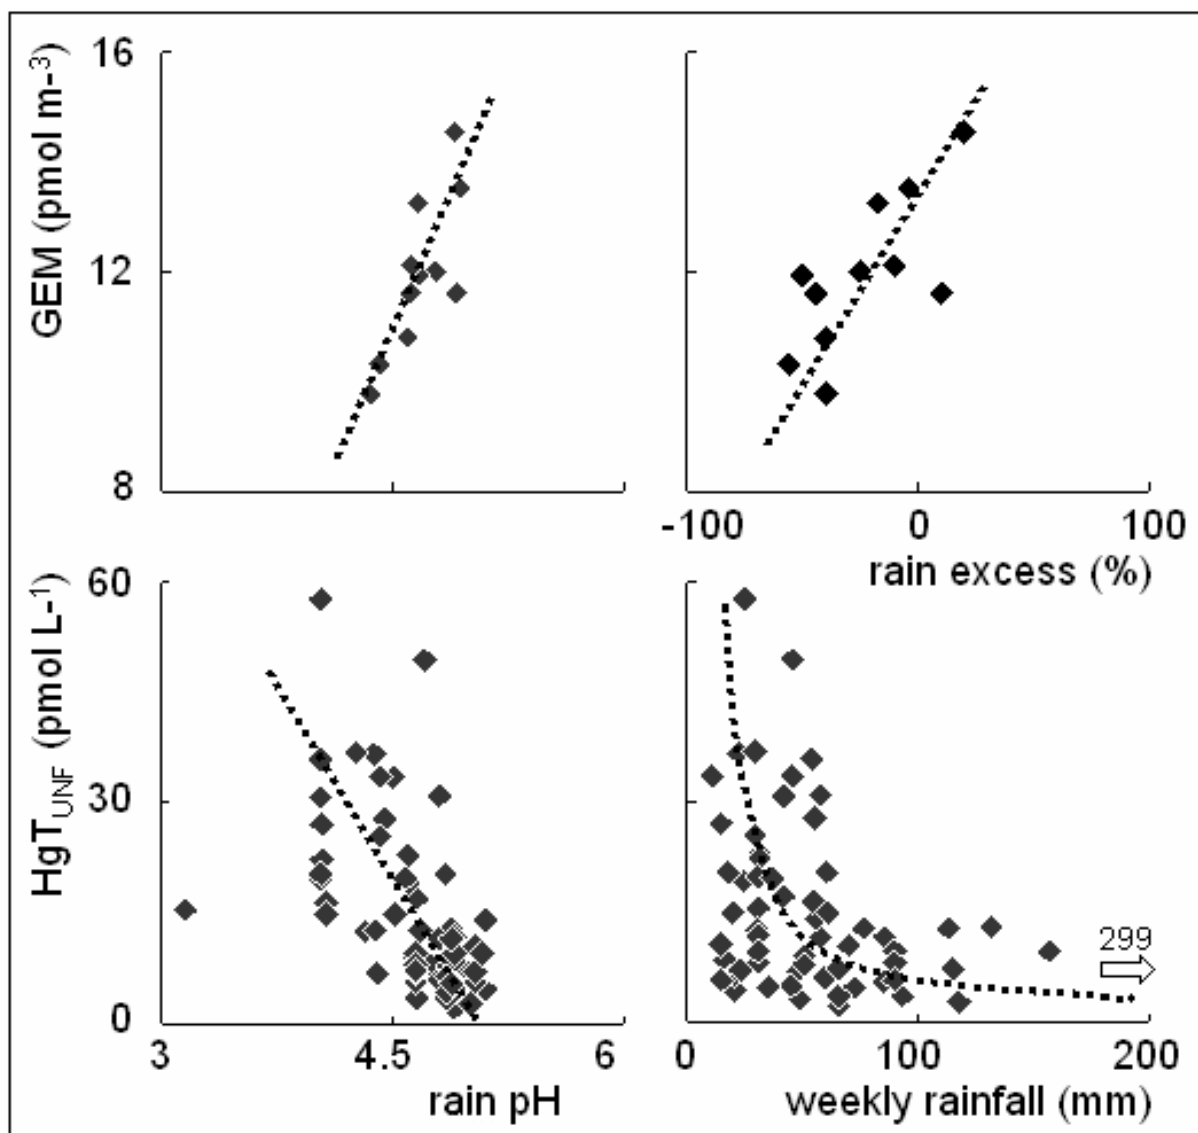 16
GEM (pmol m-³)
12
8
-100 0 100
rain excess (%)
60
HgT_UNF (pmol L-¹)
30
299
0
3 4.5 6
0 100 200
rain pH
weekly rainfall (mm)